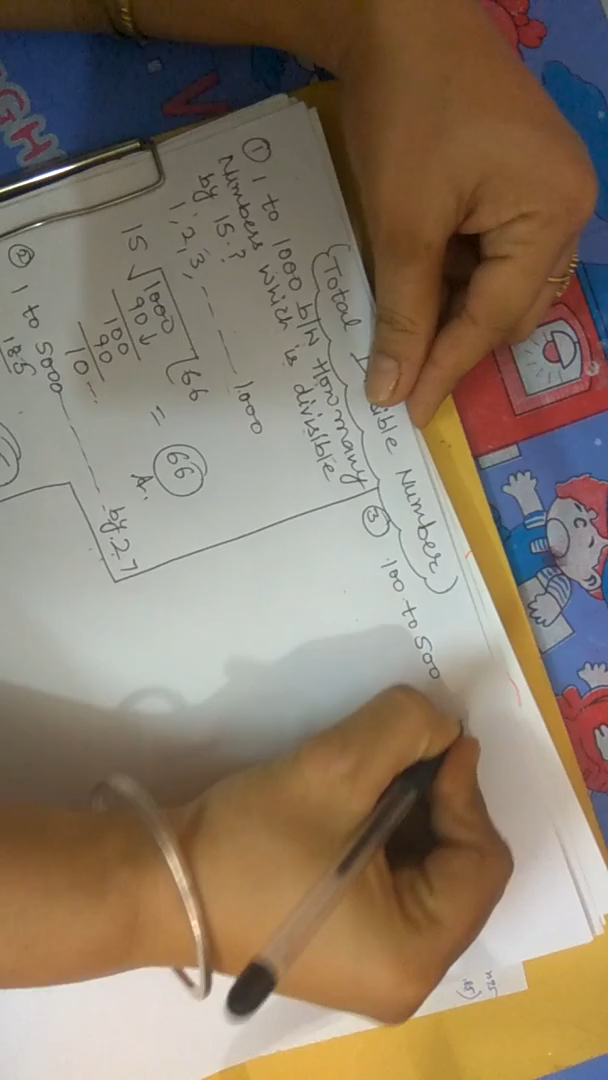 {Total ible Number}
① 1 to 1000 b/w How many
Numbers which is divisible
by 15.?
1, 2, 3, ---- 1000
15 1000 66
90↓
100
90
10 ---
= 66 A.
② 1 to 5000 ---- by 27
185
③ 100 to 500